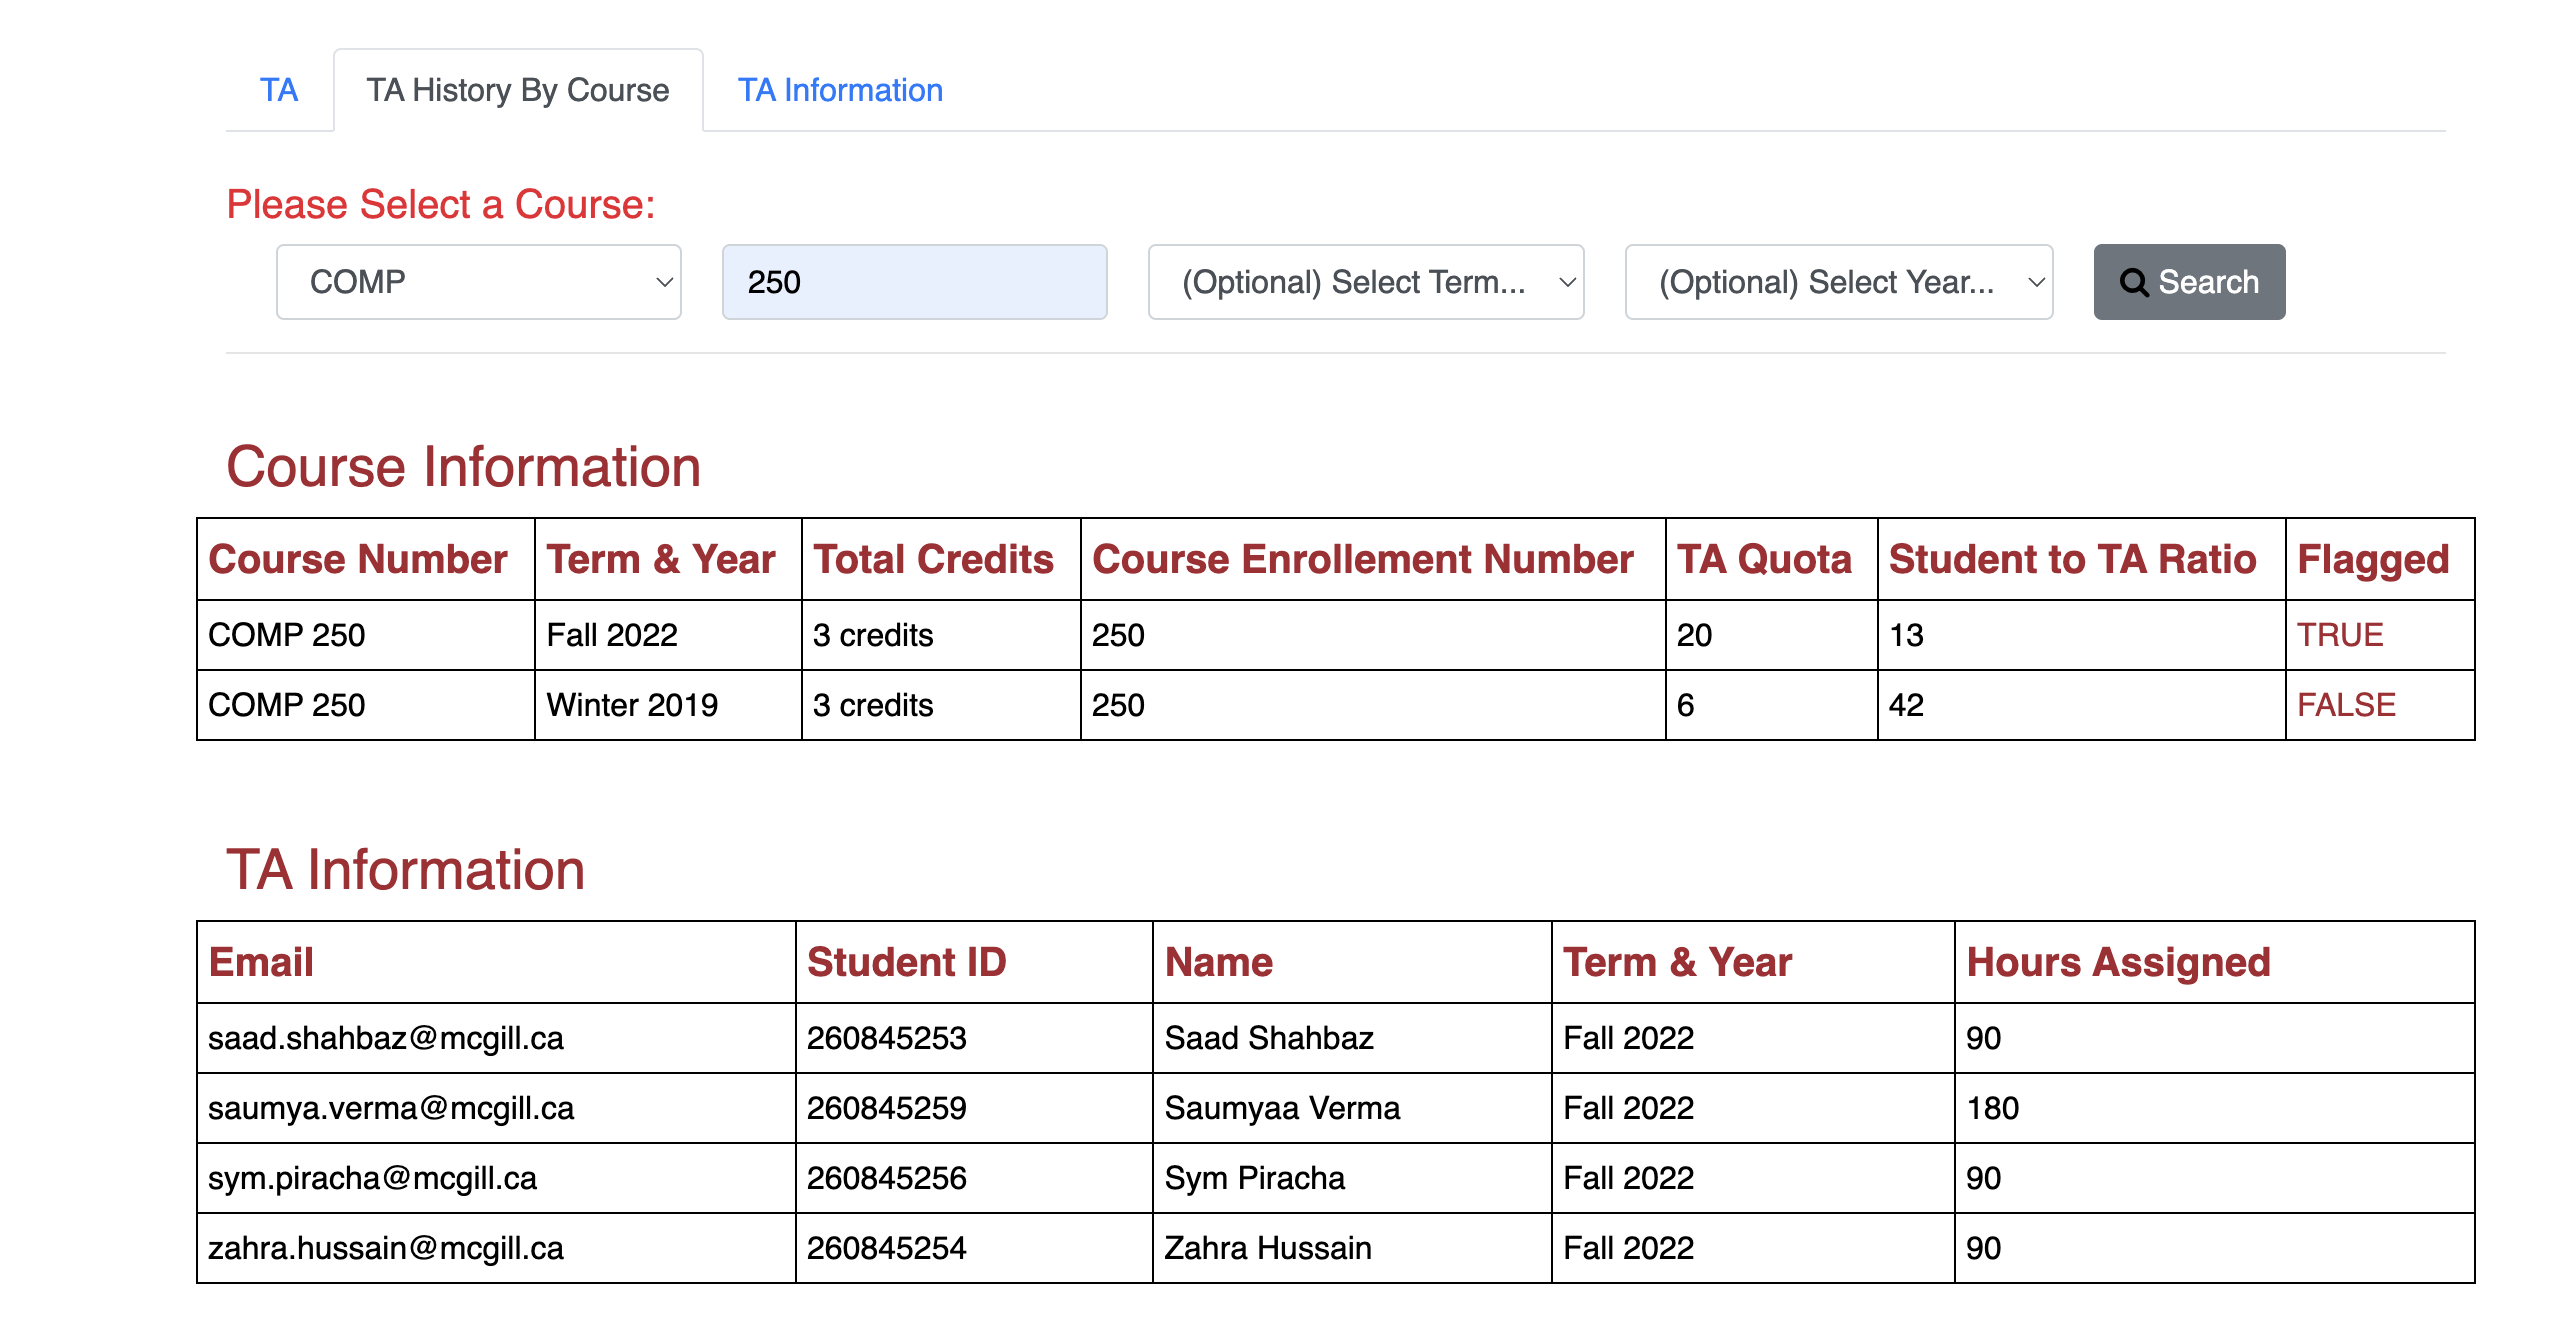 TA TA History By Course TA Information
Please Select a Course:
COMP 250 (Optional) Select Term... (Optional) Select Year... Search
Course Information
Course Number Term & Year Total Credits Course Enrollement Number TA Quota Student to TA Ratio Flagged
COMP 250 Fall 2022 3 credits 250 20 13 TRUE
COMP 250 Winter 2019 3 credits 250 6 42 FALSE
TA Information
Email Student ID Name Term & Year Hours Assigned
saad.shahbaz@mcgill.ca 260845253 Saad Shahbaz Fall 2022 90
saumya.verma@mcgill.ca 260845259 Saumyaa Verma Fall 2022 180
sym.piracha@mcgill.ca 260845256 Sym Piracha Fall 2022 90
zahra.hussain@mcgill.ca 260845254 Zahra Hussain Fall 2022 90